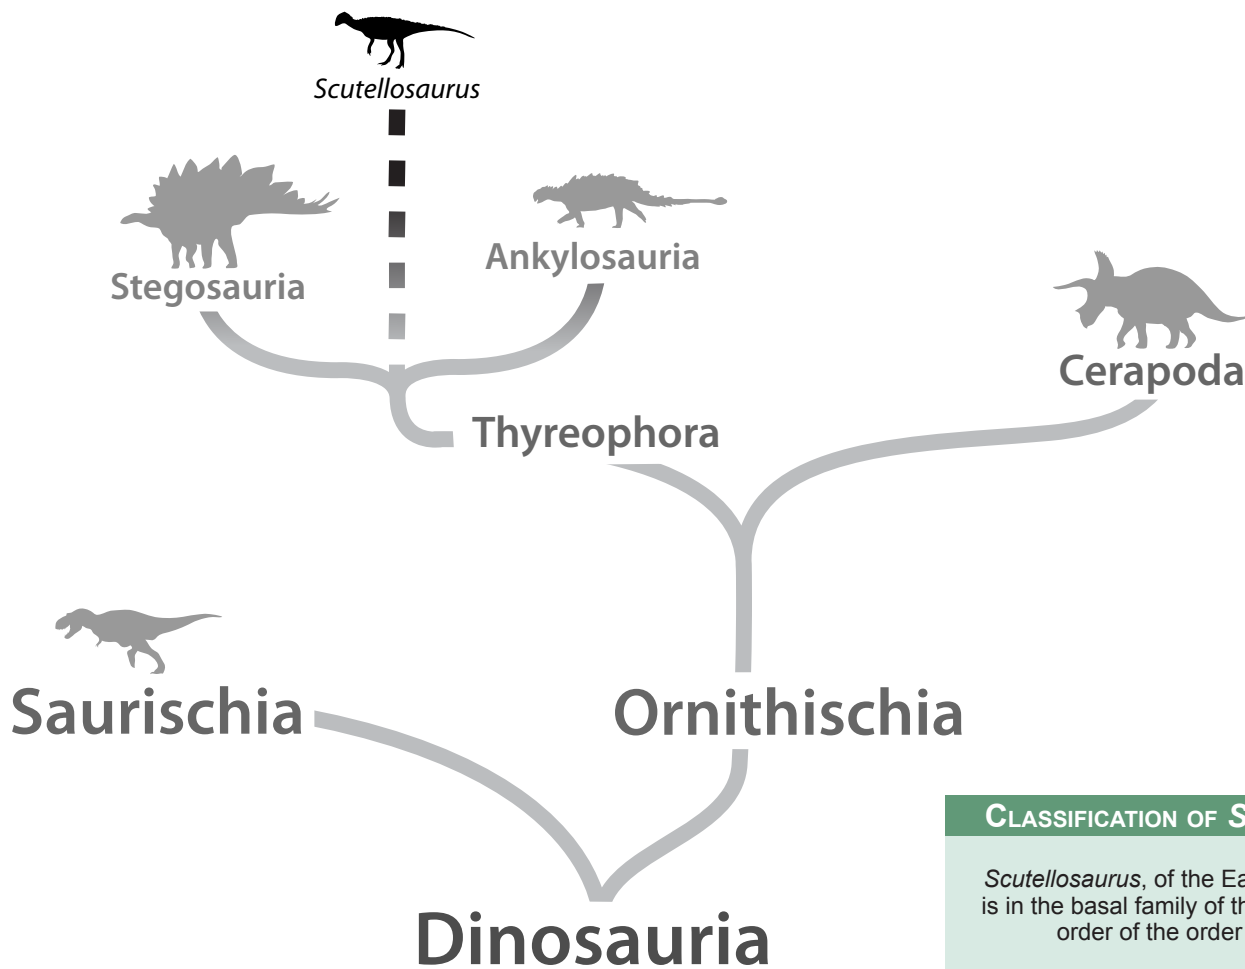 Scutellosaurus
Ankylosauria
Stegosauria
Cerapoda
Thyreophora
Saurischia
Ornithischia
CLASSIFICATION OF
Scutellosaurus, of the
is in the basal family of
order of the order
Dinosauria